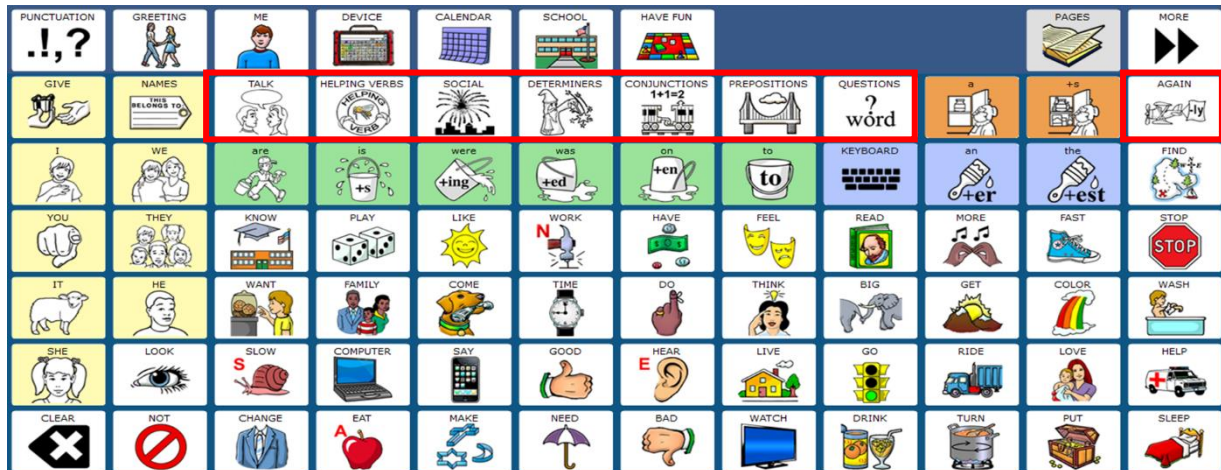 PUNCTUATION GREETING ME DEVICE CALENDAR SCHOOL HAVE FUN PAGES MORE
.!,?
GIVE NAMES TALK HELPING VERBS SOCIAL DETERMINERS CONJUNCTIONS PREPOSITIONS QUESTIONS a +s AGAIN
THIS BELONGS TO HELPING VERB 1+1=2 ? word -ly
I WE are is were was on to KEYBOARD an the FIND
+s +ing +ed +en to +er +est
YOU THEY KNOW PLAY LIKE WORK HAVE FEEL READ MORE FAST STOP
N STOP
IT HE WANT FAMILY COME TIME DO THINK BIG GET COLOR WASH
SHE LOOK SLOW COMPUTER SAY GOOD HEAR LIVE GO RIDE LOVE HELP
S E
CLEAR NOT CHANGE EAT MAKE NEED BAD WATCH DRINK TURN PUT SLEEP
A